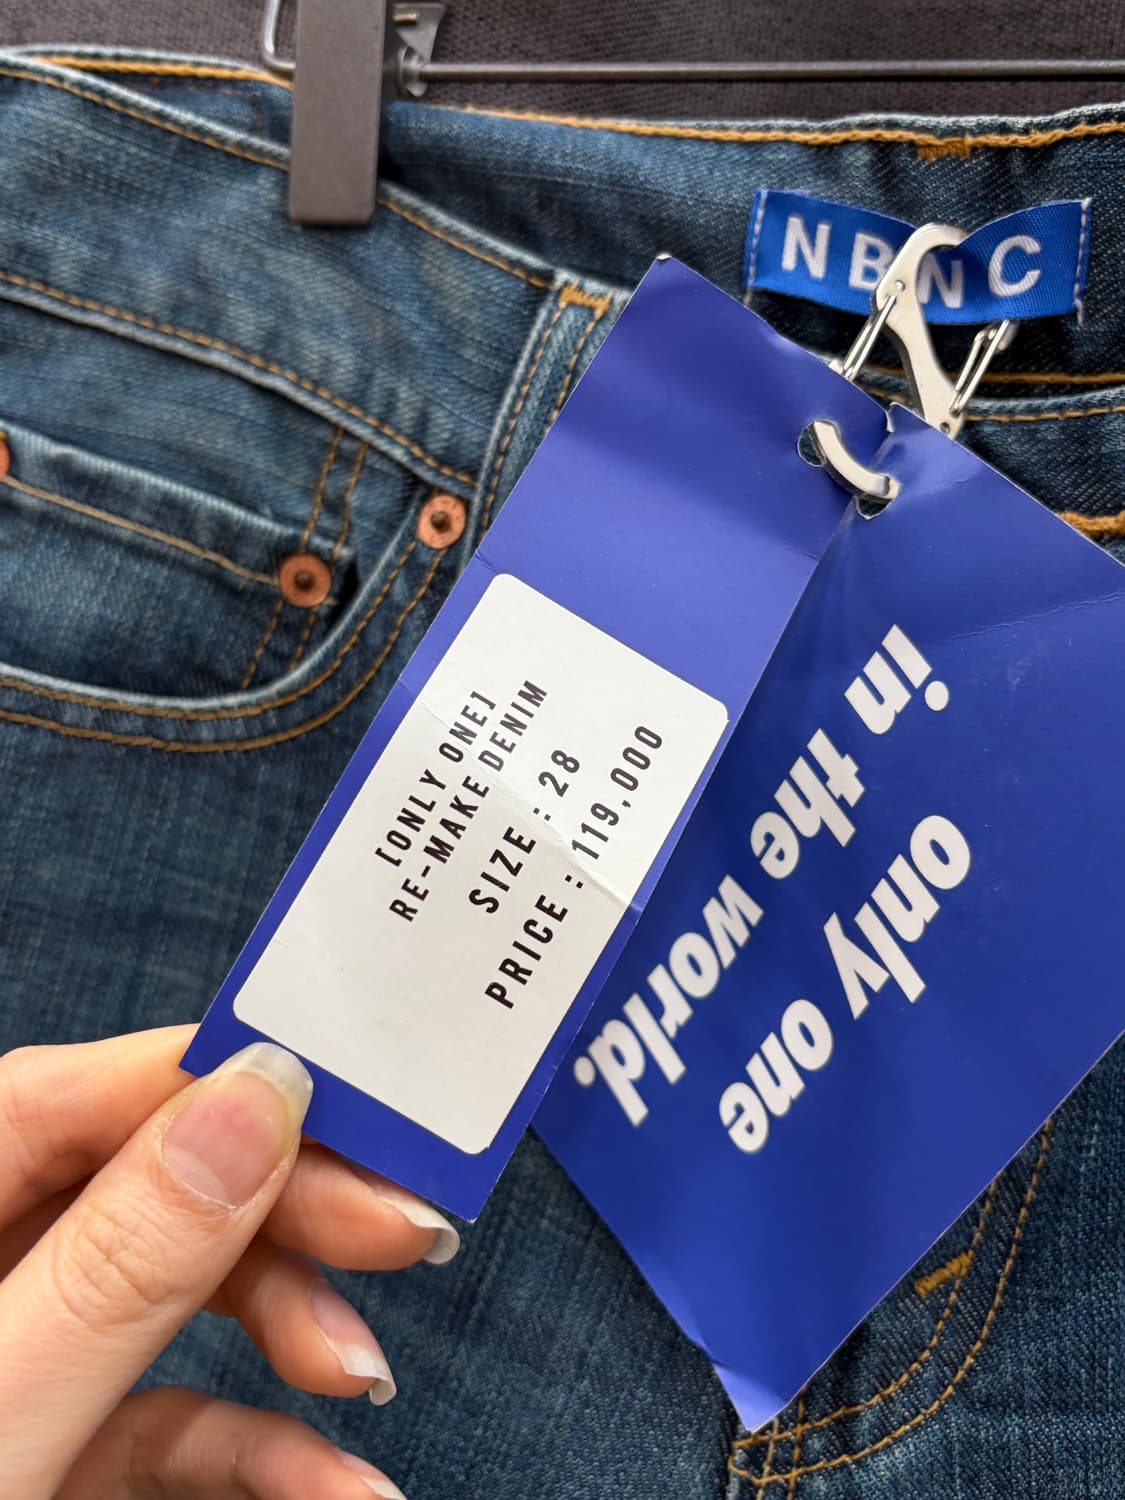 NBNC
[ONLY ONE]
RE-MAKE DENIM
SIZE : 28
PRICE : 119,000
only one
in the world.